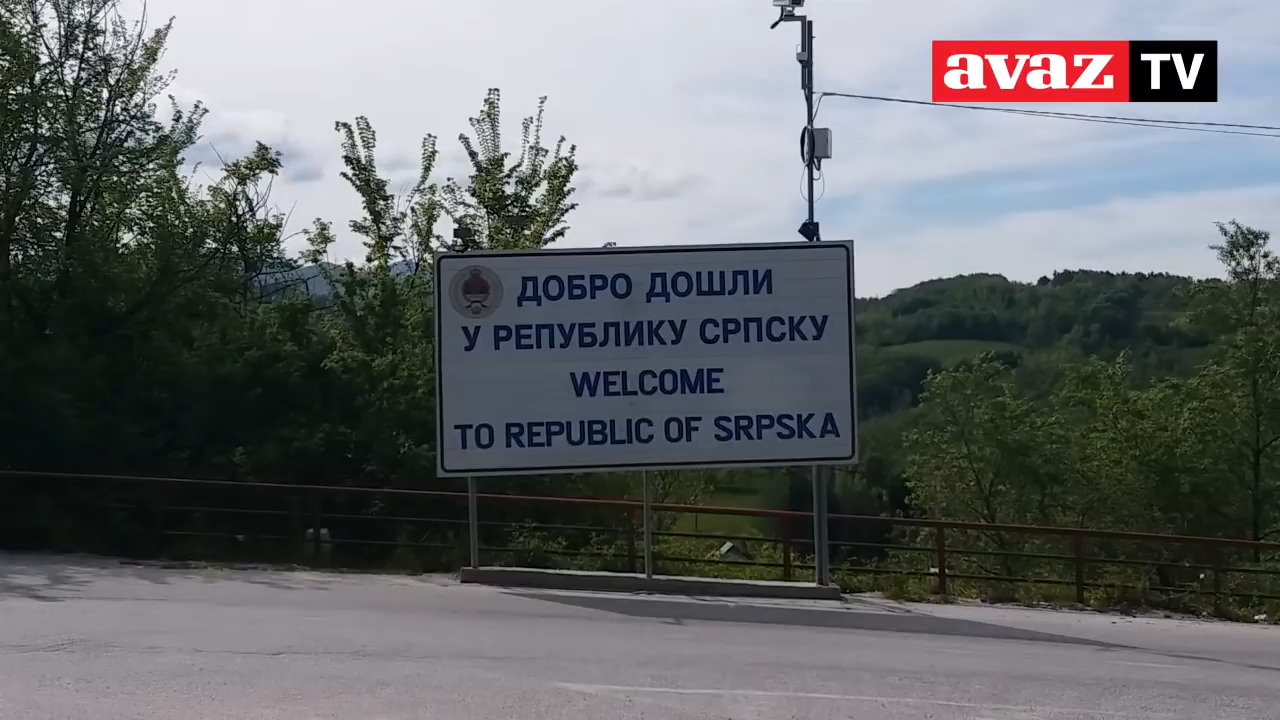 avaz TV
ДОБРО ДОШЛИ
У РЕПУБЛИКУ СРПСКУ
WELCOME
TO REPUBLIC OF SRPSKA